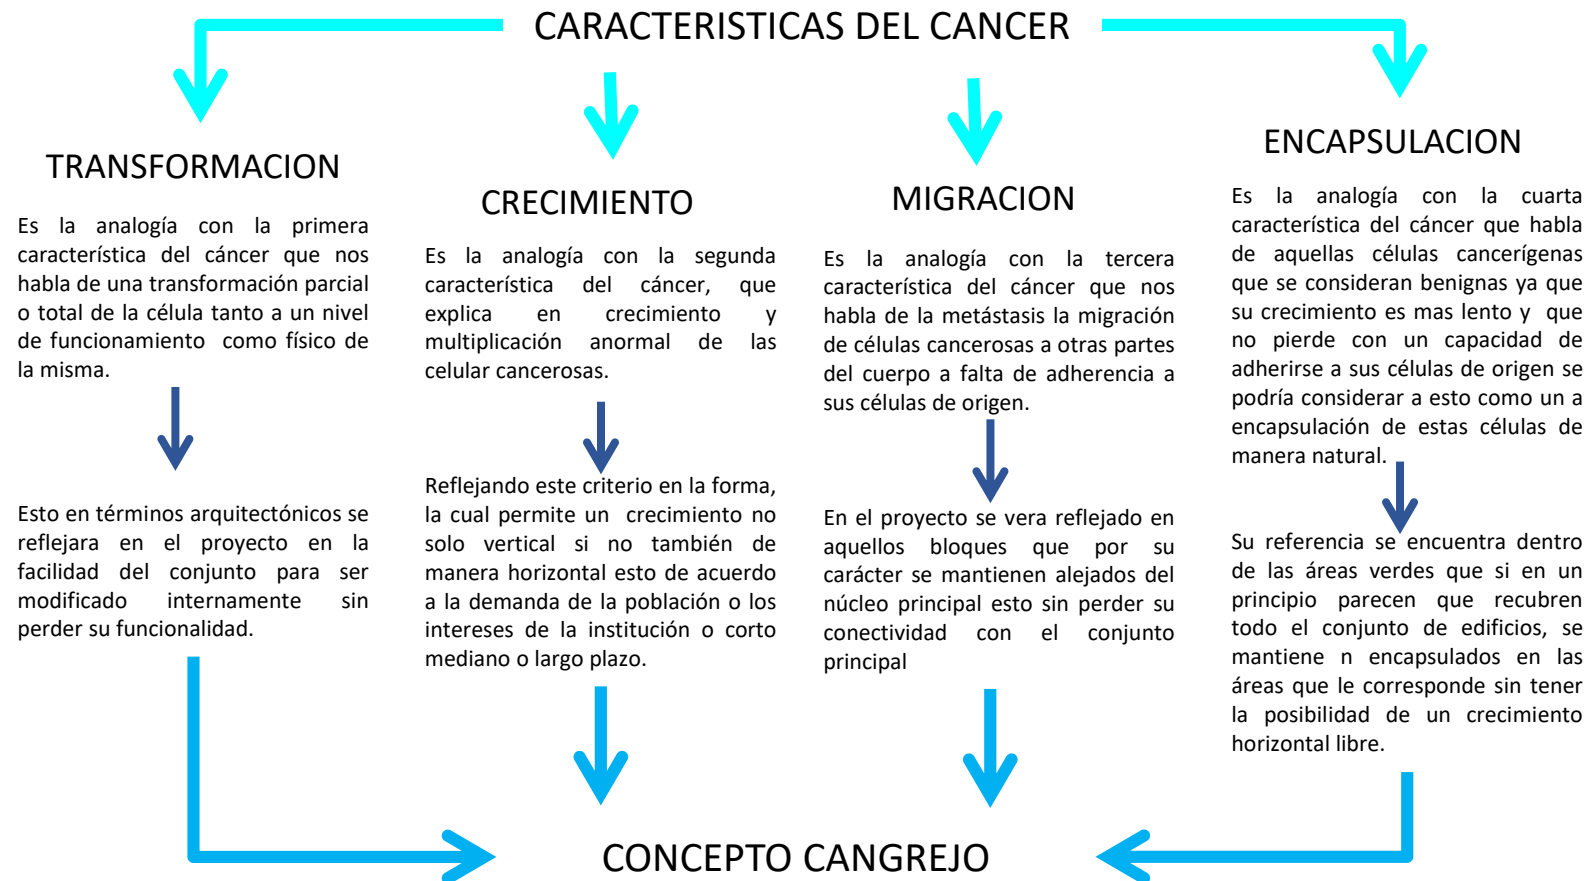 CARACTERISTICAS DEL CANCER
TRANSFORMACION
Es la analogía con la primera
característica del cáncer que nos
habla de una transformación parcial
o total de la célula tanto a un nivel
de funcionamiento como físico de
la misma.
Esto en términos arquitectónicos se
reflejara en el proyecto en la
facilidad del conjunto para ser
modificado internamente sin
perder su funcionalidad.
CRECIMIENTO
Es la analogía con la segunda
característica del cáncer, que
explica en crecimiento y
multiplicación anormal de las
celular cancerosas.
Reflejando este criterio en la forma,
la cual permite un crecimiento no
solo vertical si no también de
manera horizontal esto de acuerdo
a la demanda de la población o los
intereses de la institución o corto
mediano o largo plazo.
MIGRACION
Es la analogía con la tercera
característica del cáncer que nos
habla de la metástasis la migración
de células cancerosas a otras partes
del cuerpo a falta de adherencia a
sus células de origen.
En el proyecto se vera reflejado en
aquellos bloques que por su
carácter se mantienen alejados del
núcleo principal esto sin perder su
conectividad con el conjunto
principal
ENCAPSULACION
Es la analogía con la cuarta
característica del cáncer que habla
de aquellas células cancerígenas
que se consideran benignas ya que
su crecimiento es mas lento y que
no pierde con un capacidad de
adherirse a sus células de origen se
podría considerar a esto como un a
encapsulación de estas células de
manera natural.
Su referencia se encuentra dentro
de las áreas verdes que si en un
principio parecen que recubren
todo el conjunto de edificios, se
mantiene n encapsulados en las
áreas que le corresponde sin tener
la posibilidad de un crecimiento
horizontal libre.
CONCEPTO CANGREJO